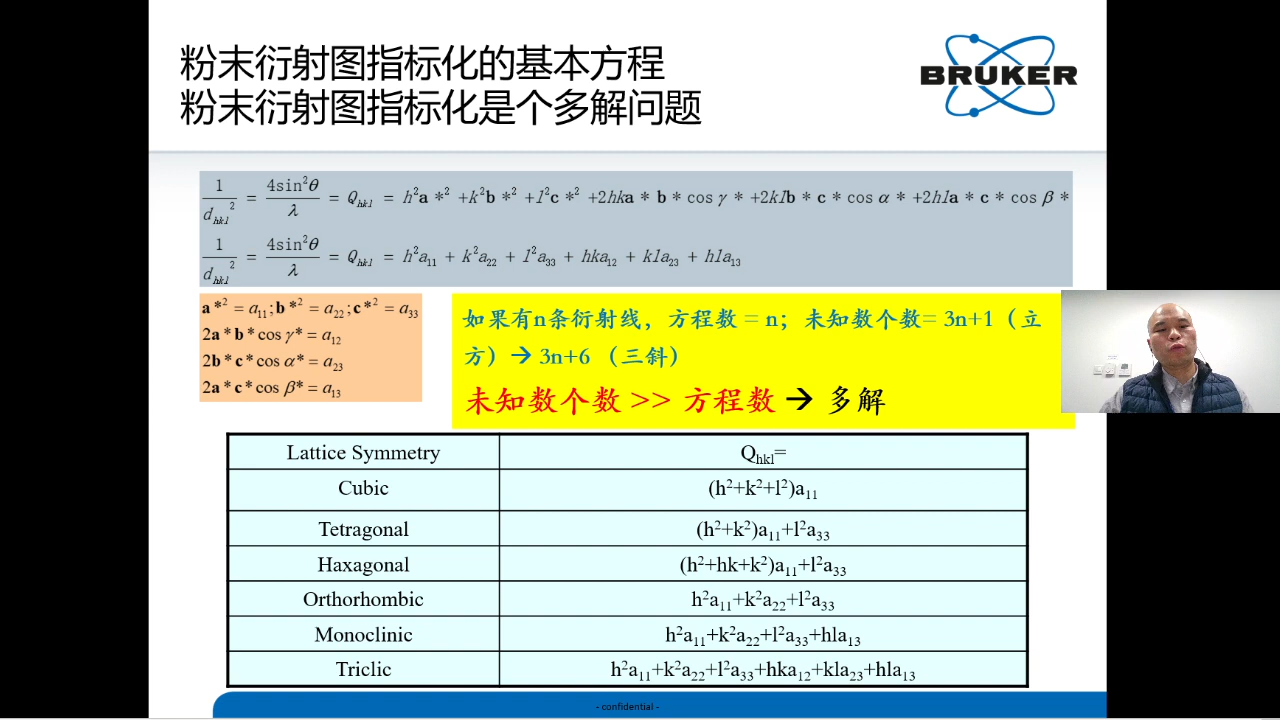 粉末衍射图指标化的基本方程
粉末衍射图指标化是个多解问题
BRUKER
1/d_hkl² = 4sin²θ/λ = Q_hkl = h²a*² +k²b*² +l²c*² +2hka*b*cosγ* +2klb*c*cosα* +2hla*c*cosβ*
1/d_hkl² = 4sin²θ/λ = Q_hkl = h²a₁₁ + k²a₂₂ + l²a₃₃ + hka₁₂ + kla₂₃ + hla₁₃
a*² = a₁₁; b*² = a₂₂; c*² = a₃₃
2a*b*cosγ* = a₁₂
2b*c*cosα* = a₂₃
2a*c*cosβ* = a₁₃
如果有n条衍射线，方程数 = n；未知数个数= 3n+1（立
方）→ 3n+6 （三斜）
未知数个数 >> 方程数 → 多解
Lattice Symmetry Q_hkl=
Cubic (h²+k²+l²)a₁₁
Tetragonal (h²+k²)a₁₁+l²a₃₃
Haxagonal (h²+hk+k²)a₁₁+l²a₃₃
Orthorhombic h²a₁₁+k²a₂₂+l²a₃₃
Monoclinic h²a₁₁+k²a₂₂+l²a₃₃+hla₁₃
Triclic h²a₁₁+k²a₂₂+l²a₃₃+hka₁₂+kla₂₃+hla₁₃
- confidential -